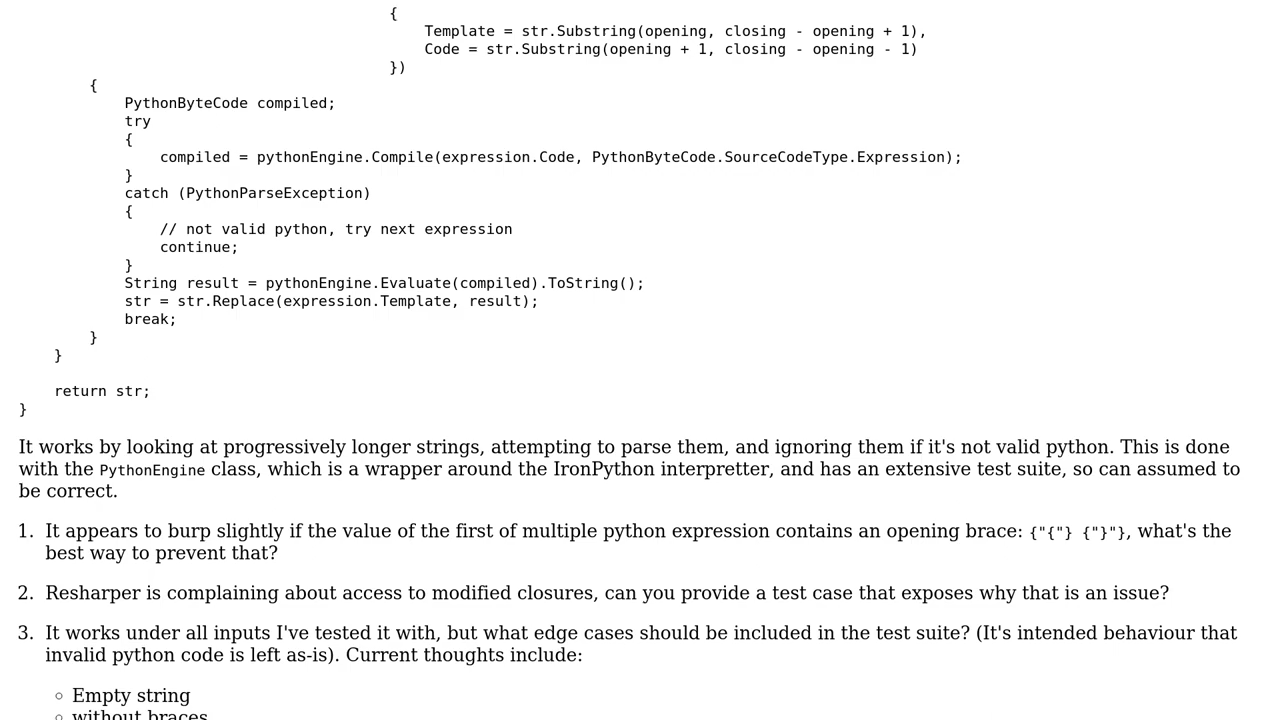 {
Template = str.Substring(opening, closing - opening + 1),
Code = str.Substring(opening + 1, closing - opening - 1)
})
{
PythonByteCode compiled;
try
{
compiled = pythonEngine.Compile(expression.Code, PythonByteCode.SourceCodeType.Expression);
}
catch (PythonParseException)
{
// not valid python, try next expression
continue;
}
String result = pythonEngine.Evaluate(compiled).ToString();
str = str.Replace(expression.Template, result);
break;
}
}
return str;
}
It works by looking at progressively longer strings, attempting to parse them, and ignoring them if it's not valid python. This is done
with the PythonEngine class, which is a wrapper around the IronPython interpretter, and has an extensive test suite, so can assumed to
be correct.
1. It appears to burp slightly if the value of the first of multiple python expression contains an opening brace: {"{"} {"}"}, what's the
best way to prevent that?
2. Resharper is complaining about access to modified closures, can you provide a test case that exposes why that is an issue?
3. It works under all inputs I've tested it with, but what edge cases should be included in the test suite? (It's intended behaviour that
invalid python code is left as-is). Current thoughts include:
◦ Empty string
◦ without braces